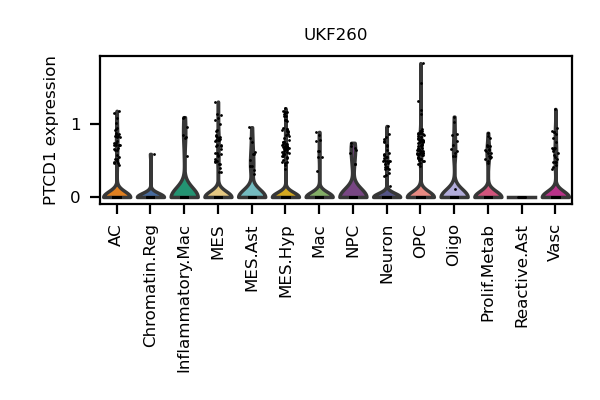 UKF260
PTCD1 expression
1
0
AC
Chromatin.Reg
Inflammatory.Mac
MES
MES.Ast
MES.Hyp
Mac
NPC
Neuron
OPC
Oligo
Prolif.Metab
Reactive.Ast
Vasc